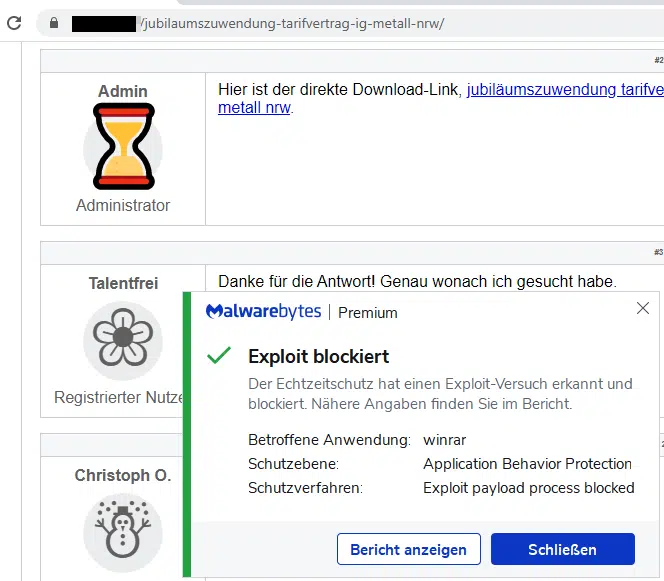 /jubilaumszuwendung-tarifvertrag-ig-metall-nrw/
#2
Admin
Administrator
Hier ist der direkte Download-Link, jubiläumszuwendung tarifve
metall nrw.
#3
Talentfrei
Registrierter Nutze
Danke für die Antwort! Genau wonach ich gesucht habe.
Christoph O.
Malwarebytes | Premium
Exploit blockiert
Der Echtzeitschutz hat einen Exploit-Versuch erkannt und
blockiert. Nähere Angaben finden Sie im Bericht.
Betroffene Anwendung: winrar
Schutzebene: Application Behavior Protection
Schutzverfahren: Exploit payload process blocked
Bericht anzeigen
Schließen